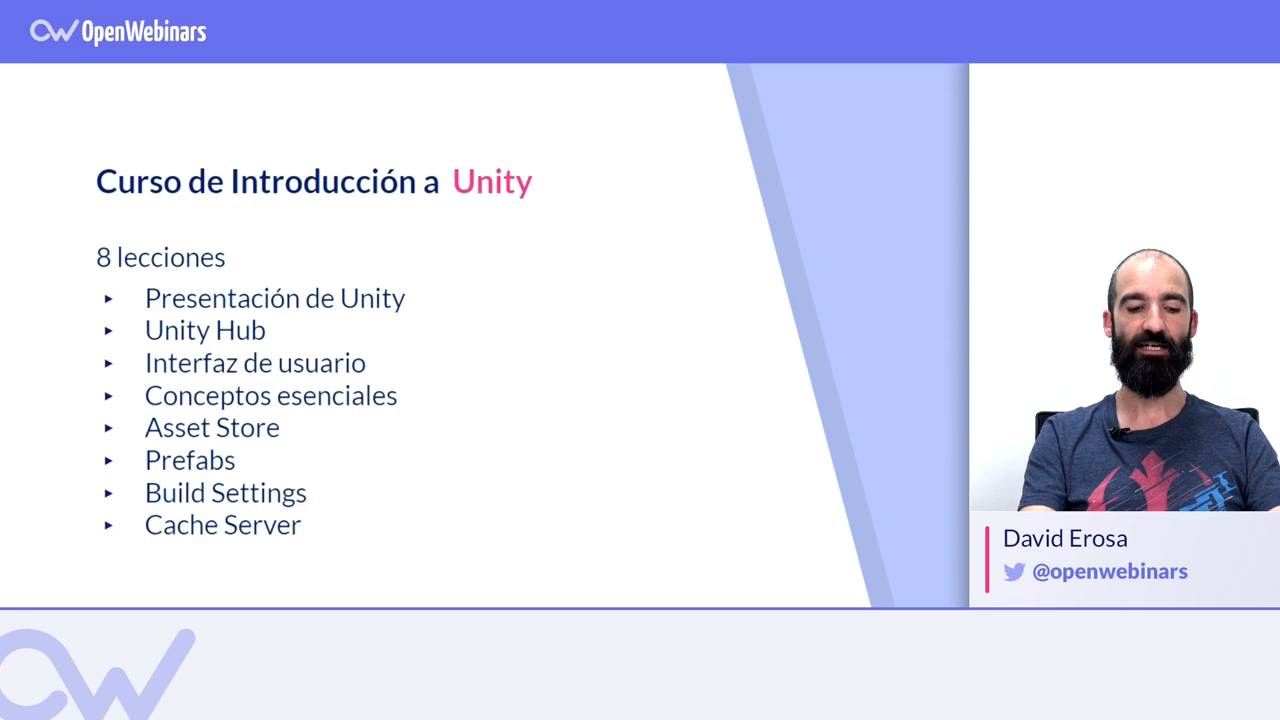 OpenWebinars
Curso de Introducción a Unity
8 lecciones
Presentación de Unity
Unity Hub
Interfaz de usuario
Conceptos esenciales
Asset Store
Prefabs
Build Settings
Cache Server
David Erosa
@openwebinars